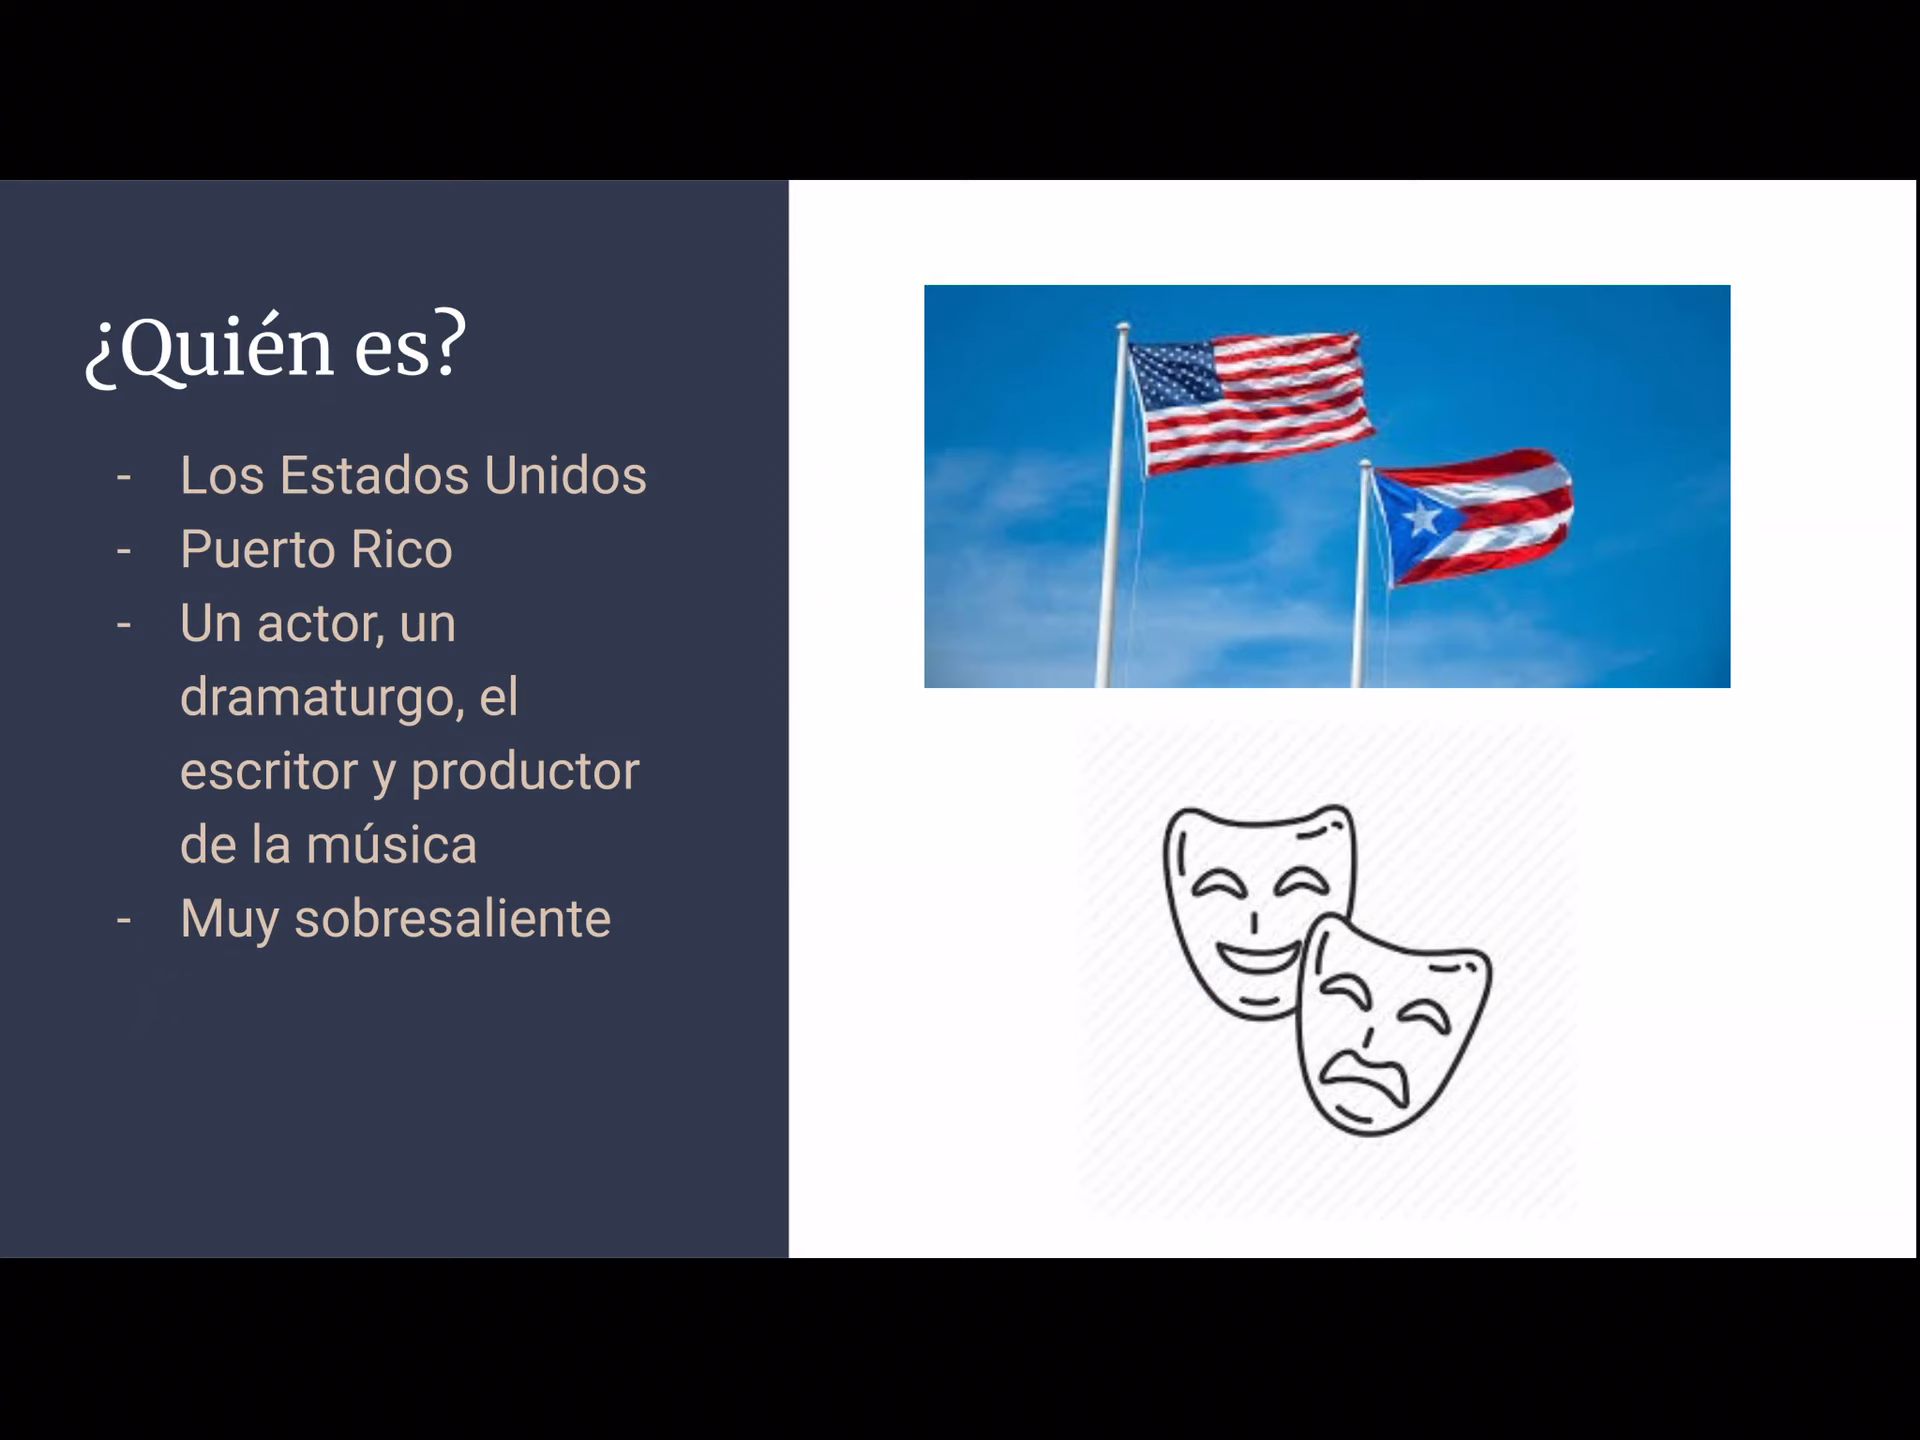 ¿Quién es?
- Los Estados Unidos
- Puerto Rico
- Un actor, un
dramaturgo, el
escritor y productor
de la música
- Muy sobresaliente